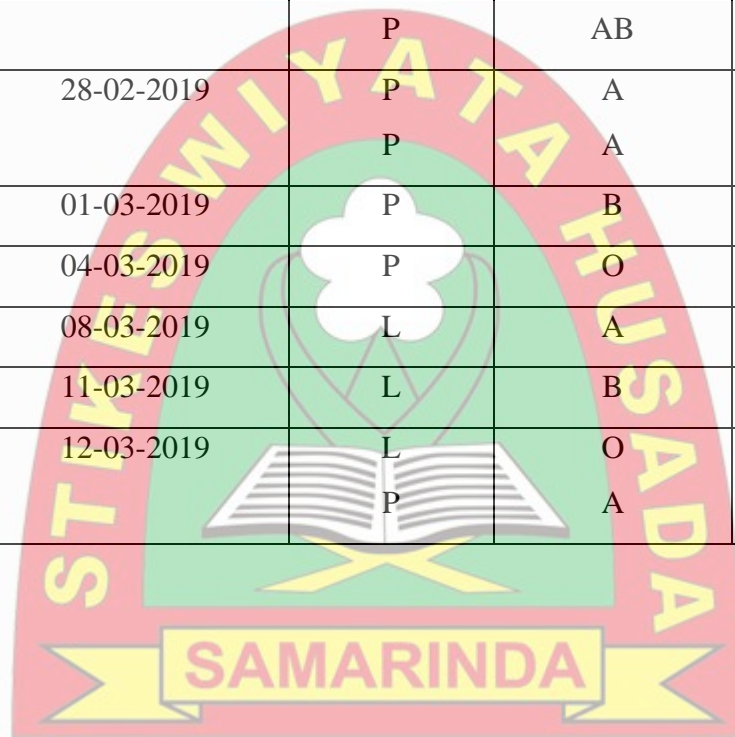 P AB
28-02-2019 P A
P A
01-03-2019 P B
04-03-2019 P O
08-03-2019 L A
11-03-2019 L B
12-03-2019 L O
P A
STIKES WIYATA HUSADA
SAMARINDA